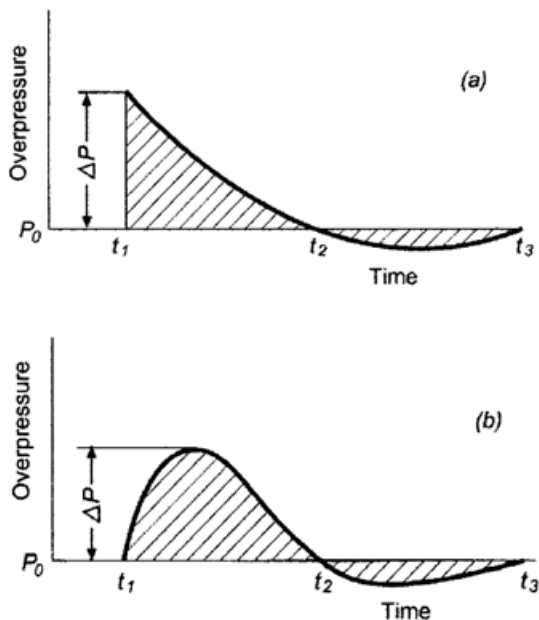 (a)
Overpressure
ΔP
P₀
t₁
t₂
t₃
Time
(b)
Overpressure
ΔP
P₀
t₁
t₂
t₃
Time